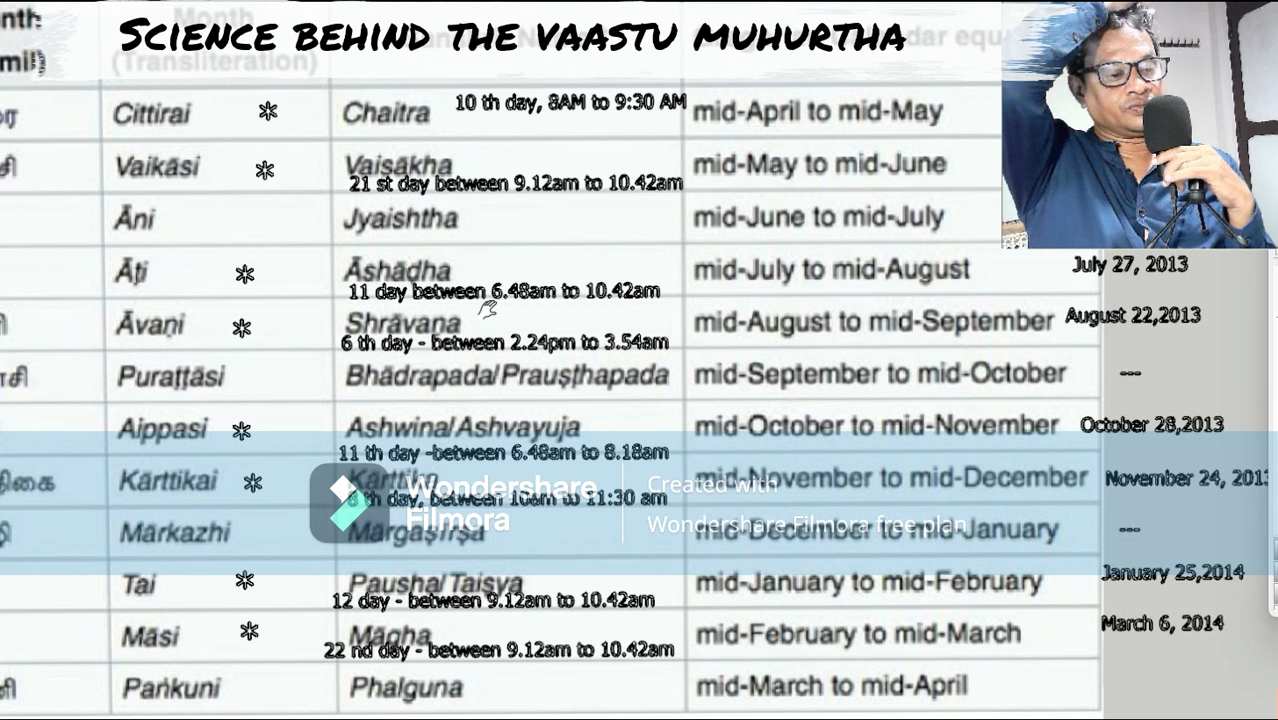 SCIENCE BEHIND THE VAASTU MUHURTHA
(Transliteration)
Cittirai * Chaitra 10 th day, 8AM to 9:30 AM mid-April to mid-May
Vaikāsi * Vaisākha mid-May to mid-June
21 st day between 9.12am to 10.42am
Āni Jyaishtha mid-June to mid-July
Āṭi * Āshādha mid-July to mid-August July 27, 2013
11 day between 6.48am to 10.42am
Āvaṇi * Shrāvana mid-August to mid-September August 22,2013
6 th day - between 2.24pm to 3.54am
Puraṭṭāsi Bhādrapada/Prauṣṭhapada mid-September to mid-October ---
Aippasi * Ashwina/Ashvayuja mid-October to mid-November October 28,2013
11 th day -between 6.48am to 8.18am
Kārttikai * Kārttika mid-November to mid-December November 24, 2013
8 th day, between 10am to 11:30 am
Wondershare Filmora
Created with
Wondershare Filmora free plan
Mārkazhi Mārgaṣīrṣa mid-December to mid-January ---
Tai * Pausha/Taisya mid-January to mid-February January 25,2014
12 day - between 9.12am to 10.42am
Māsi * Māgha mid-February to mid-March March 6, 2014
22 nd day - between 9.12am to 10.42am
Paṅkuni Phalguna mid-March to mid-April